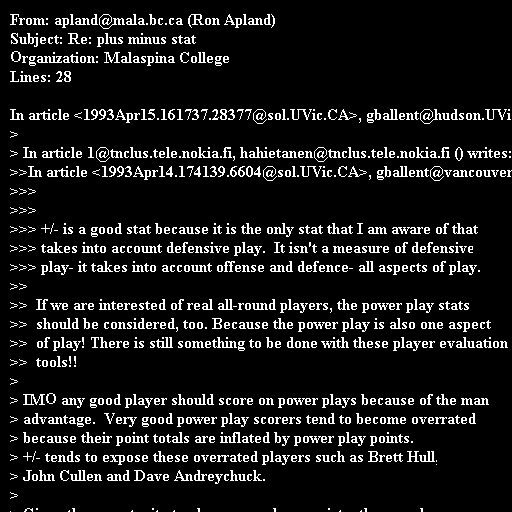 From: apland@mala.bc.ca (Ron Apland)
Subject: Re: plus minus stat
Organization: Malaspina College
Lines: 28
In article <1993Apr15.161737.28377@sol.UVic.CA>, gballent@hudson.UVi
>
> In article 1@tnclus.tele.nokia.fi, hahietanen@tnclus.tele.nokia.fi () writes:
>>In article <1993Apr14.174139.6604@sol.UVic.CA>, gballent@vancouver
>>>
>>>
>>> +/- is a good stat because it is the only stat that I am aware of that
>>> takes into account defensive play.  It isn't a measure of defensive
>>> play- it takes into account offense and defence- all aspects of play.
>>
>>  If we are interested of real all-round players, the power play stats
>>  should be considered, too. Because the power play is also one aspect
>>  of play! There is still something to be done with these player evaluation
>>  tools!!
>
> IMO any good player should score on power plays because of the man
> advantage.  Very good power play scorers tend to become overrated
> because their point totals are inflated by power play points.
> +/- tends to expose these overrated players such as Brett Hull,
> John Cullen and Dave Andreychuck.
>